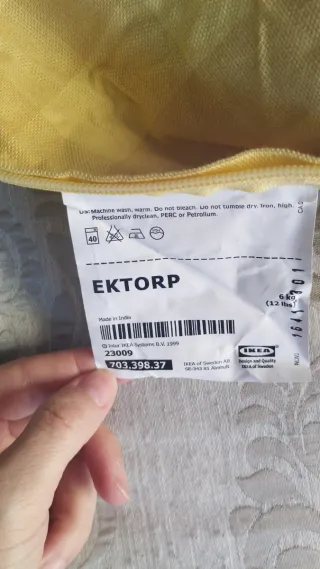 US: Machine wash, warm. Do not bleach. Do not tumble dry. Iron, high.
Professionally dryclean, PERC or Petrolium.
40
EKTORP
6 kg
(12 lbs)
Made in India
© Inter IKEA Systems B.V. 1999
23009
703.398.37
IKEA of Sweden AB
SE-343 81 Älmhult
IKEA
Design and Quality
IKEA of Sweden